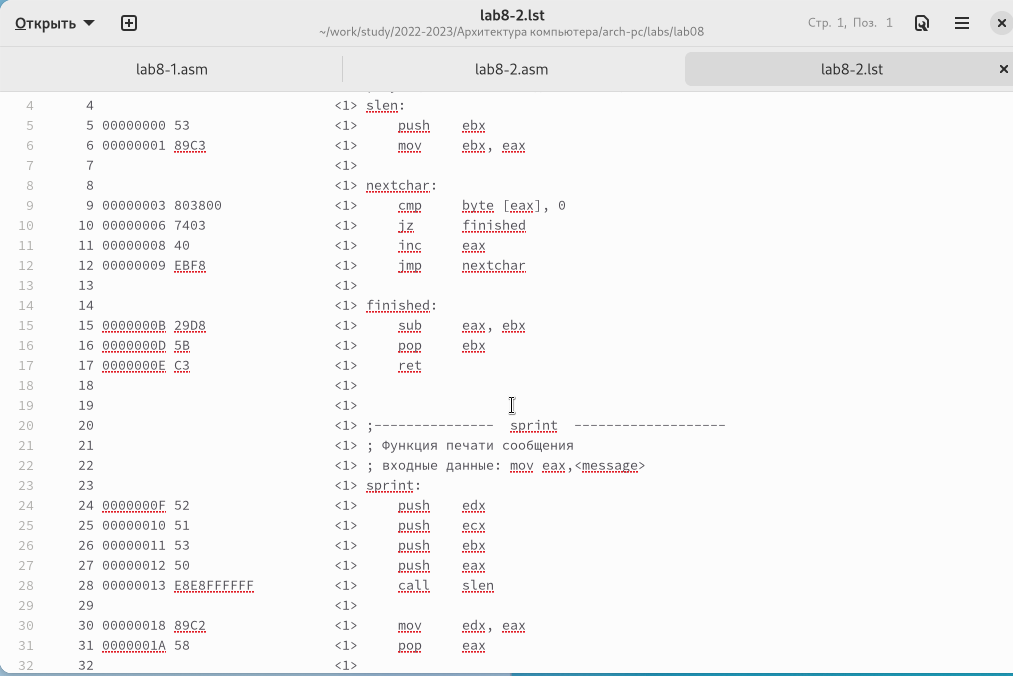 Открыть
lab8-2.lst
~/work/study/2022-2023/Архитектура компьютера/arch-pc/labs/lab08
Стр. 1, Поз. 1
lab8-1.asm lab8-2.asm lab8-2.lst
4 4 <1> slen:
5 5 00000000 53 <1> push ebx
6 6 00000001 89C3 <1> mov ebx, eax
7 7 <1>
8 8 <1> nextchar:
9 9 00000003 803800 <1> cmp byte [eax], 0
10 10 00000006 7403 <1> jz finished
11 11 00000008 40 <1> inc eax
12 12 00000009 EBF8 <1> jmp nextchar
13 13 <1>
14 14 <1> finished:
15 15 0000000B 29D8 <1> sub eax, ebx
16 16 0000000D 5B <1> pop ebx
17 17 0000000E C3 <1> ret
18 18 <1>
19 19 <1>
20 20 <1> ;--------------- sprint -------------------
21 21 <1> ; Функция печати сообщения
22 22 <1> ; входные данные: mov eax,<message>
23 23 <1> sprint:
24 24 0000000F 52 <1> push edx
25 25 00000010 51 <1> push ecx
26 26 00000011 53 <1> push ebx
27 27 00000012 50 <1> push eax
28 28 00000013 E8E8FFFFFF <1> call slen
29 29 <1>
30 30 00000018 89C2 <1> mov edx, eax
31 31 0000001A 58 <1> pop eax
32 32 <1>